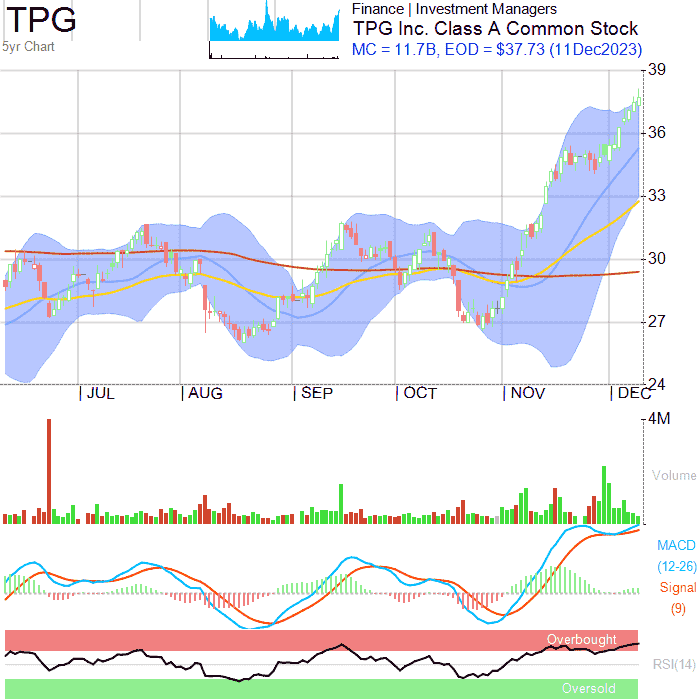 TPG
5yr Chart
Finance | Investment Managers
TPG Inc. Class A Common Stock
MC = 11.7B, EOD = $37.73 (11Dec2023)
39
36
33
30
27
24
JUL AUG SEP OCT NOV DEC
4M
Volume
MACD
(12-26)
Signal
(9)
Overbought
RSI(14)
Oversold